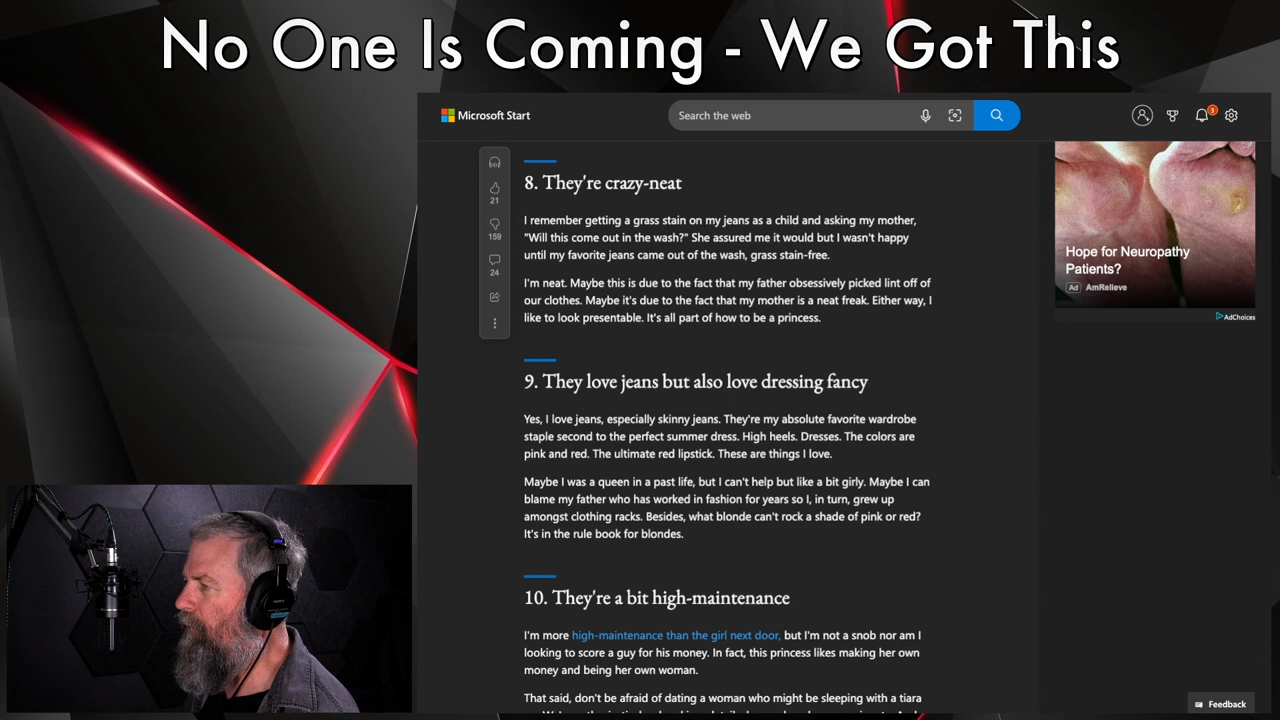 No One Is Coming - We Got This
Microsoft Start
Search the web
3
21
159
24
8. They're crazy-neat
I remember getting a grass stain on my jeans as a child and asking my mother,
"Will this come out in the wash?" She assured me it would but I wasn't happy
until my favorite jeans came out of the wash, grass stain-free.
I'm neat. Maybe this is due to the fact that my father obsessively picked lint off of
our clothes. Maybe it's due to the fact that my mother is a neat freak. Either way, I
like to look presentable. It's all part of how to be a princess.
9. They love jeans but also love dressing fancy
Yes, I love jeans, especially skinny jeans. They're my absolute favorite wardrobe
staple second to the perfect summer dress. High heels. Dresses. The colors are
pink and red. The ultimate red lipstick. These are things I love.
Maybe I was a queen in a past life, but I can't help but like a bit girly. Maybe I can
blame my father who has worked in fashion for years so I, in turn, grew up
amongst clothing racks. Besides, what blonde can't rock a shade of pink or red?
It's in the rule book for blondes.
10. They're a bit high-maintenance
I'm more high-maintenance than the girl next door, but I'm not a snob nor am I
looking to score a guy for his money. In fact, this princess likes making her own
money and being her own woman.
That said, don't be afraid of dating a woman who might be sleeping with a tiara
Hope for Neuropathy
Patients?
Ad AmRelieve
AdChoices
Feedback
SONY